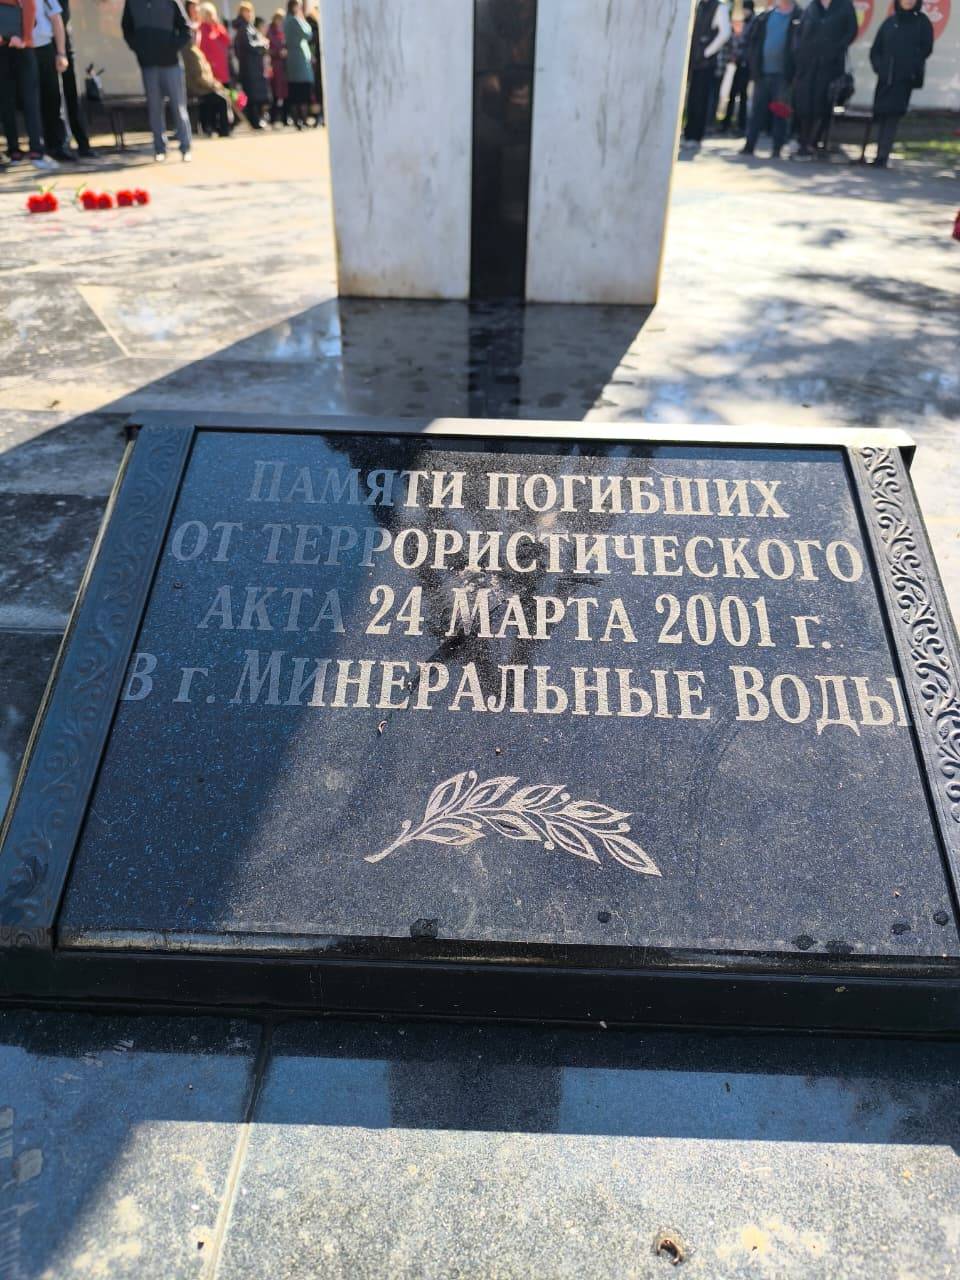 Памяти погибших
от террористического
акта 24 Марта 2001 г.
в г. Минеральные Воды